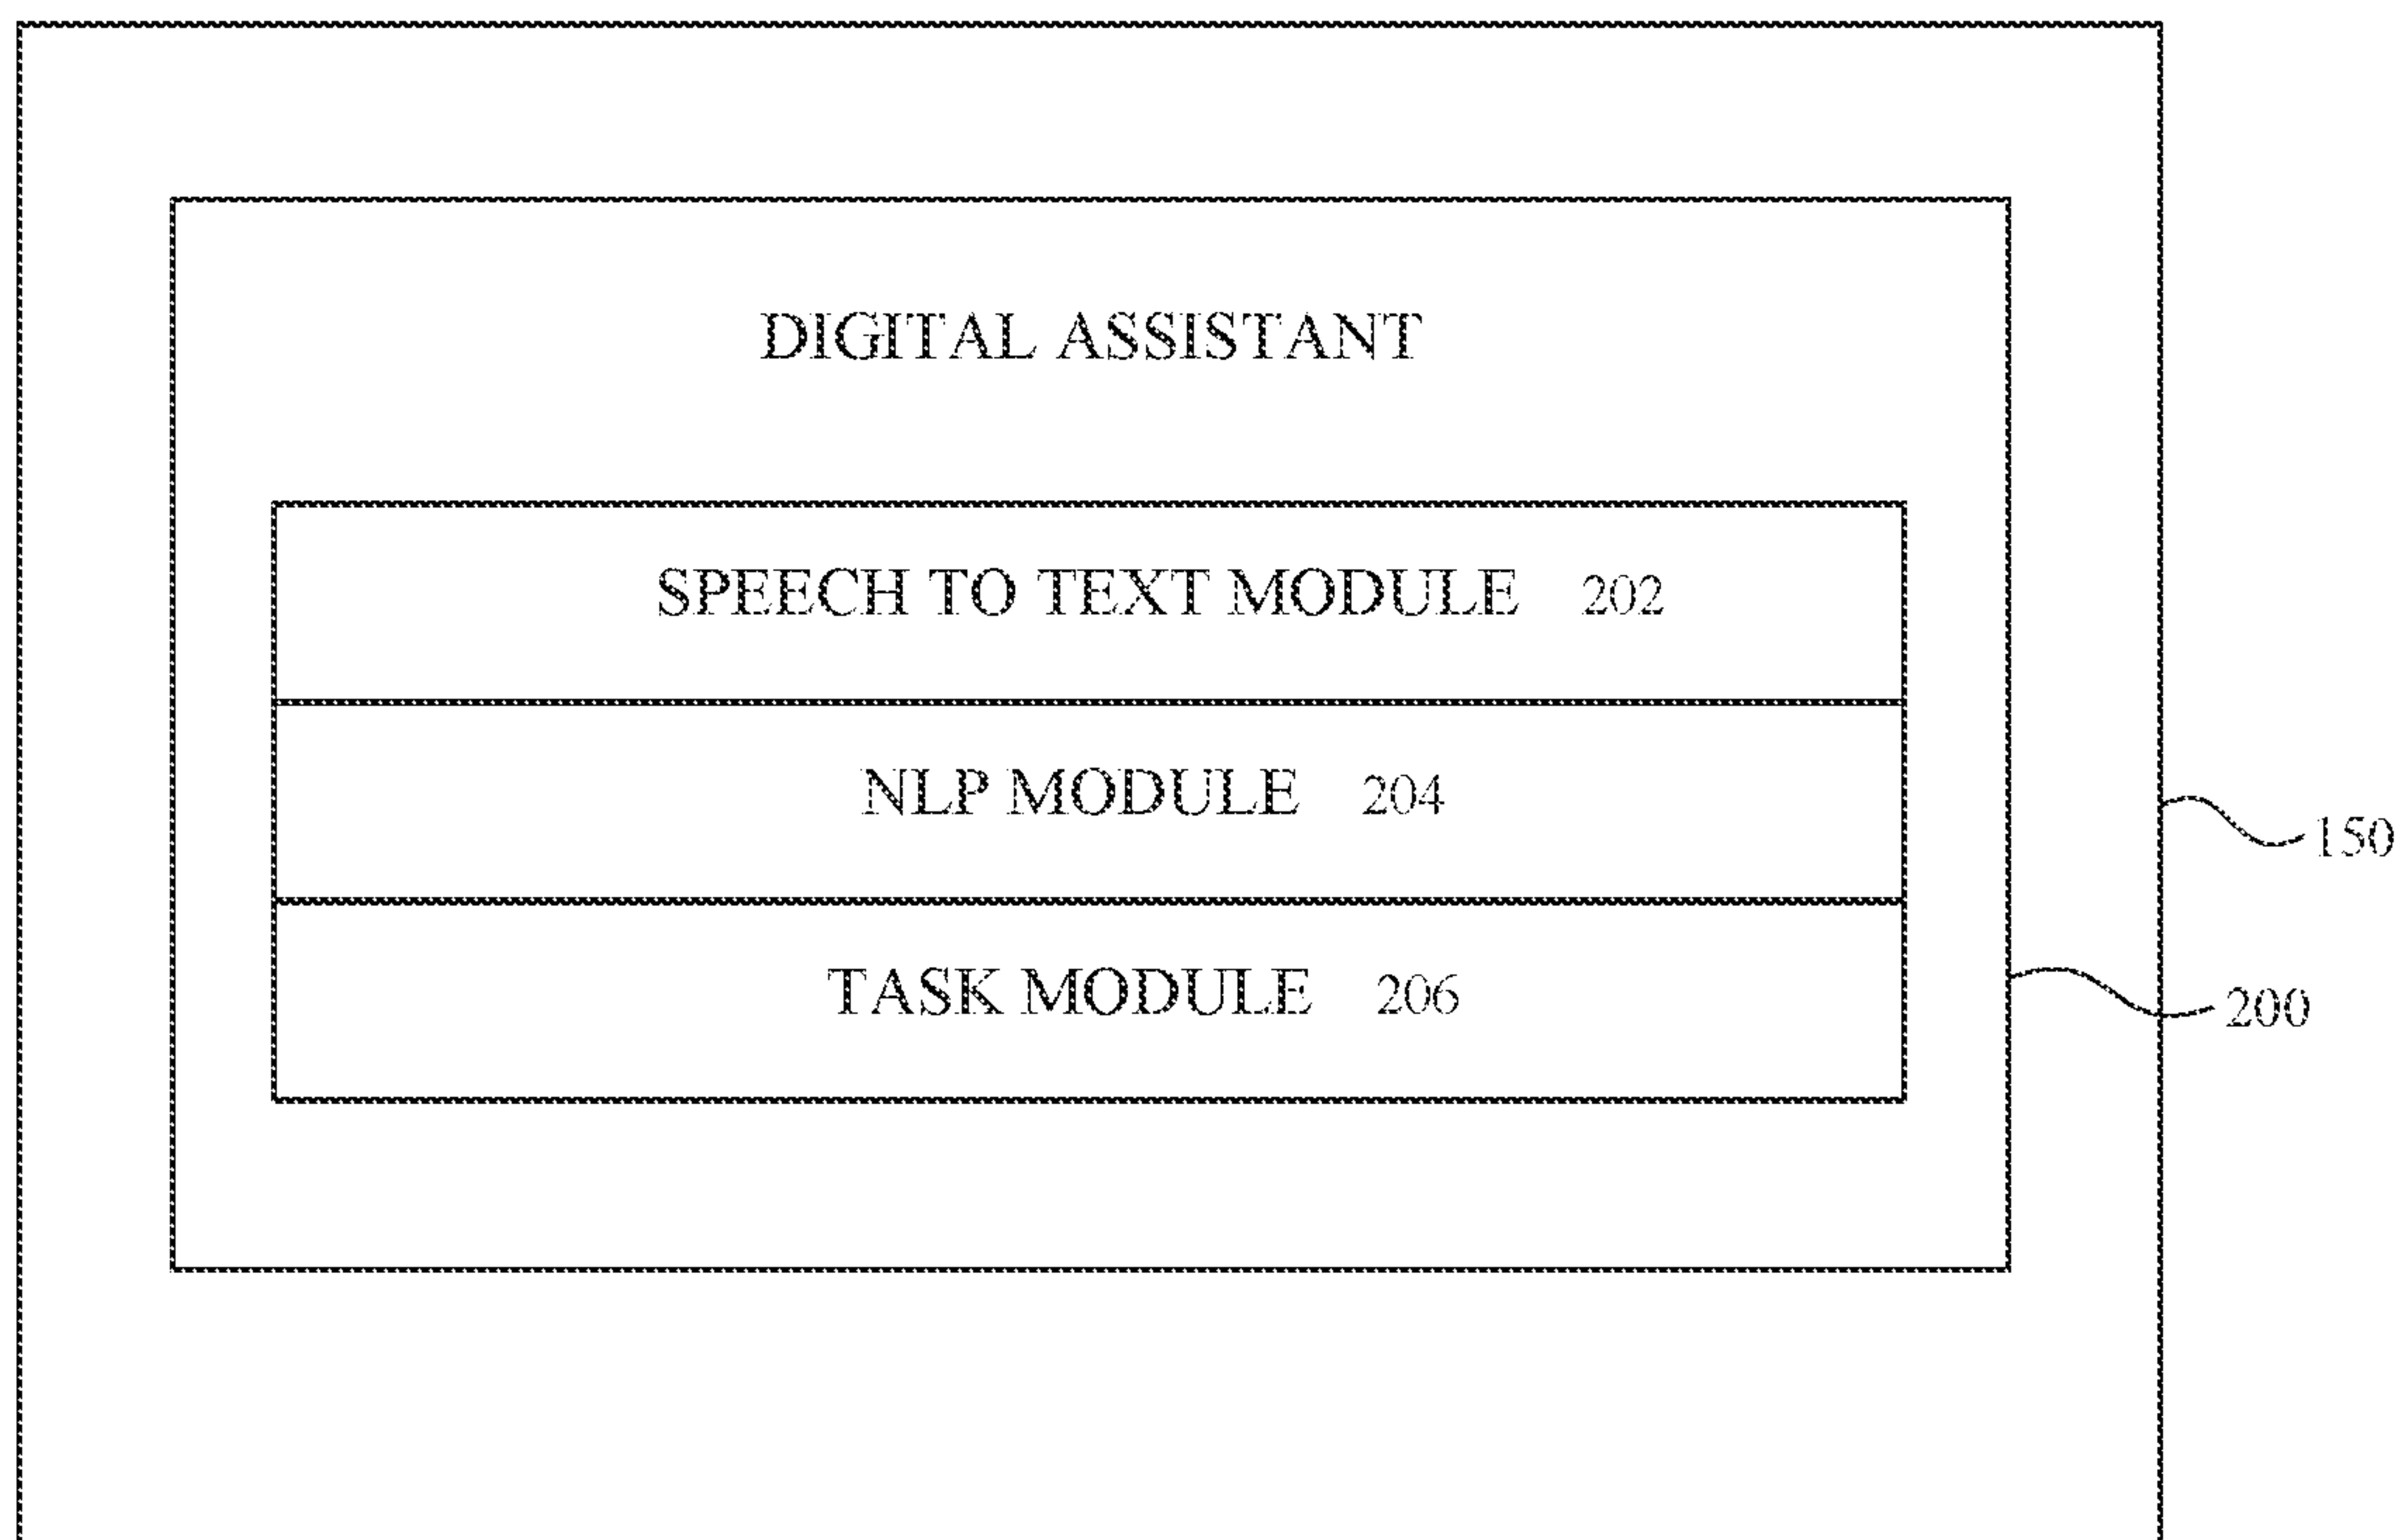 DIGITAL ASSISTANT
SPEECH TO TEXT MODULE 202
NLP MODULE 204
150
TASK MODULE 206
200